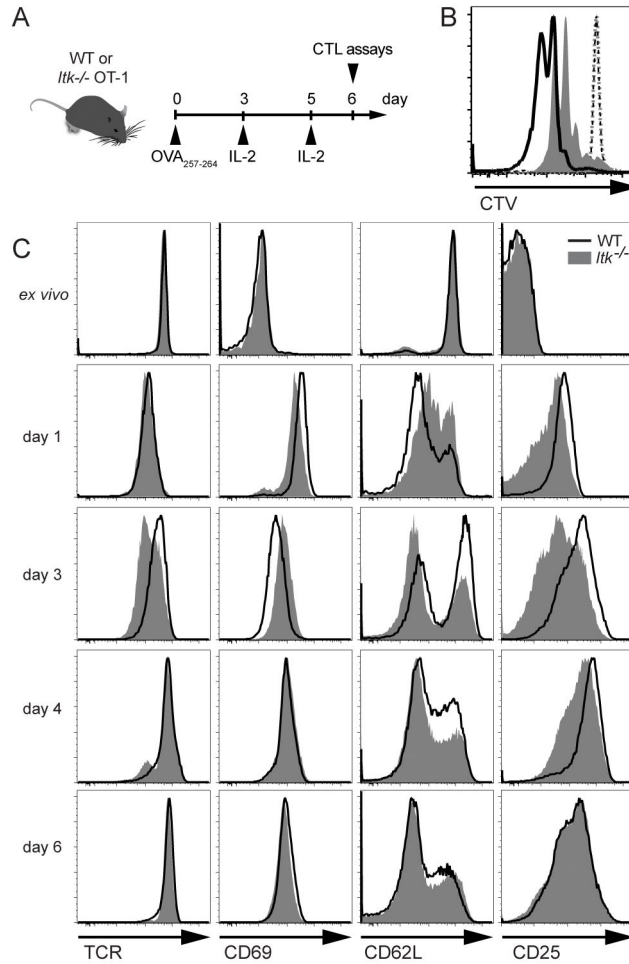 A
WT or
Itk-/- OT-1
CTL assays
0 3 5 6 day
OVA257-264 IL-2 IL-2
B
CTV
C
WT
Itk-/-
ex vivo
day 1
day 3
day 4
day 6
TCR CD69 CD62L CD25